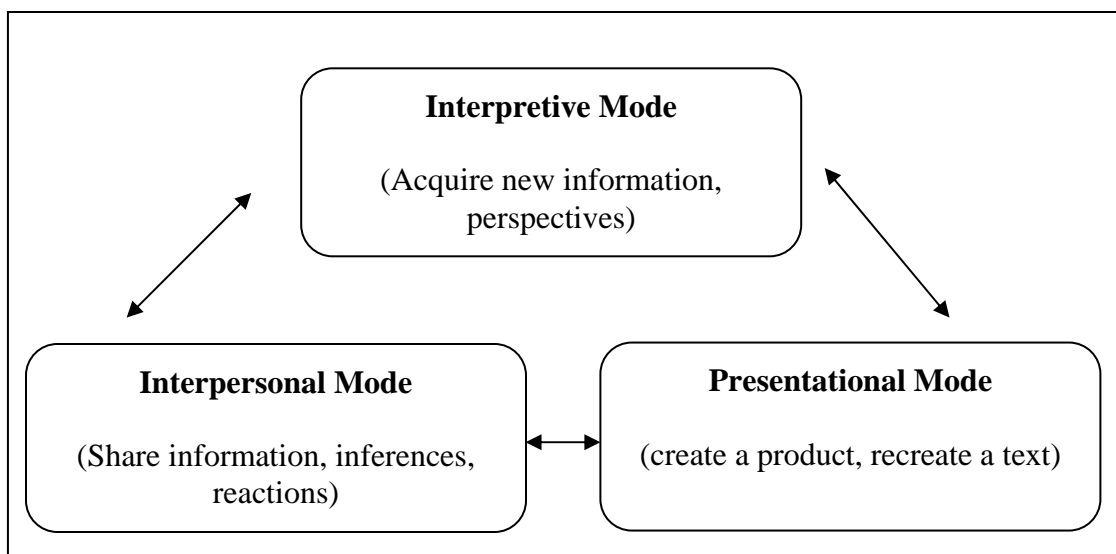 Interpretive Mode
(Acquire new information,
perspectives)
Interpersonal Mode
(Share information, inferences,
reactions)
Presentational Mode
(create a product, recreate a text)